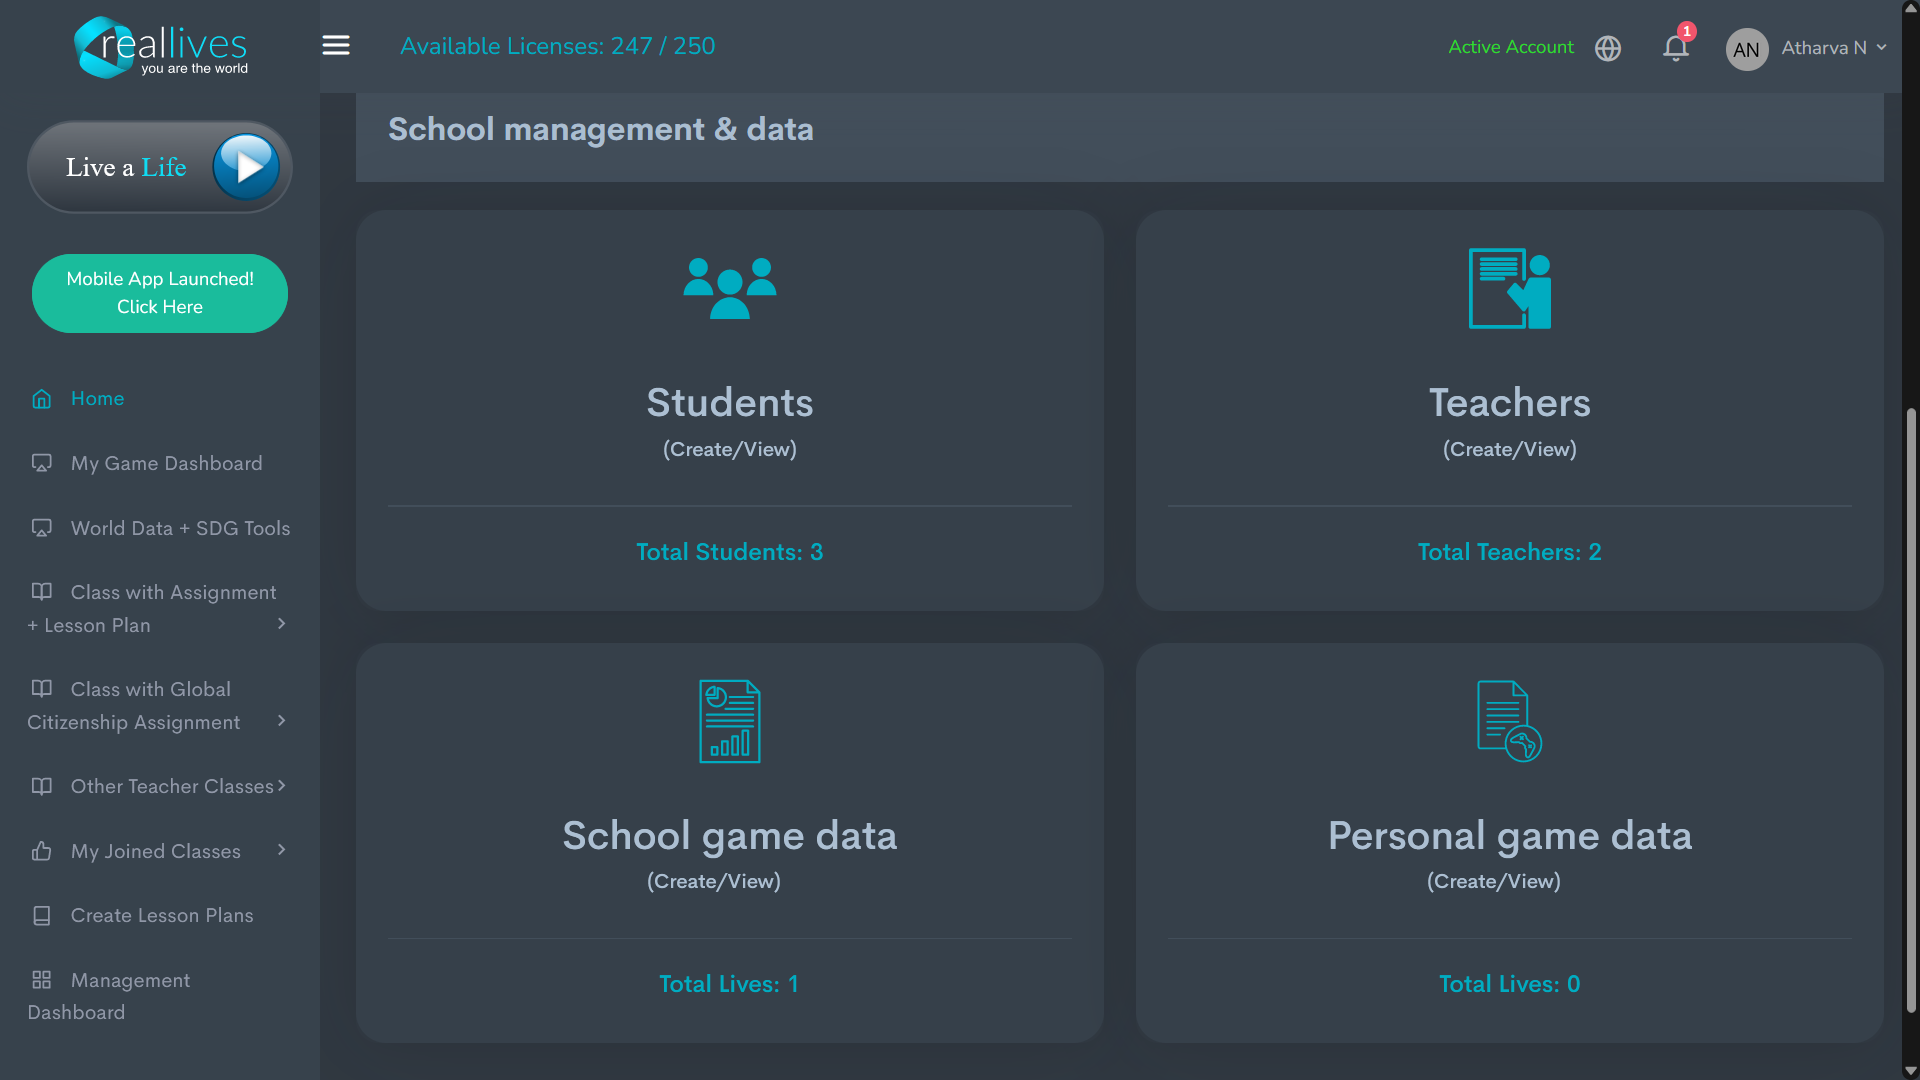 reallives
you are the world
Available Licenses: 247 / 250
Active Account
1
AN
Atharva N
Live a Life
Mobile App Launched!
Click Here
Home
My Game Dashboard
World Data + SDG Tools
Class with Assignment
+ Lesson Plan
Class with Global
Citizenship Assignment
Other Teacher Classes
My Joined Classes
Create Lesson Plans
Management
Dashboard
School management & data
Students
(Create/View)
Total Students: 3
Teachers
(Create/View)
Total Teachers: 2
School game data
(Create/View)
Total Lives: 1
Personal game data
(Create/View)
Total Lives: 0